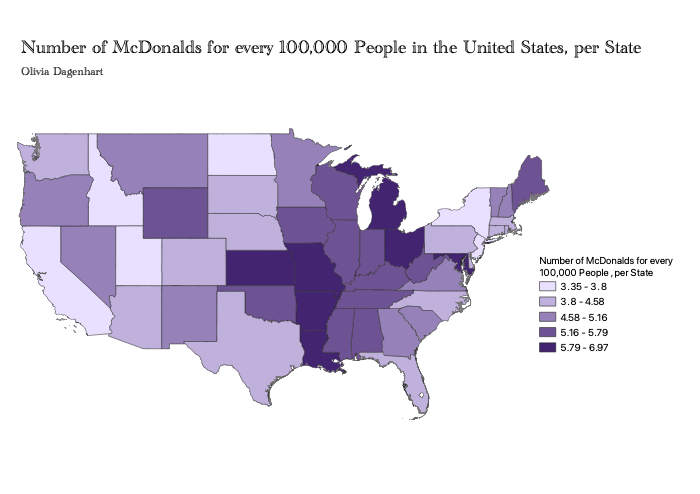 Number of McDonalds for every 100,000 People in the United States, per State
Olivia Dagenhart
Number of McDonalds for every
100,000 People , per State
3.35 - 3.8
3.8 - 4.58
4.58 - 5.16
5.16 - 5.79
5.79 - 6.97